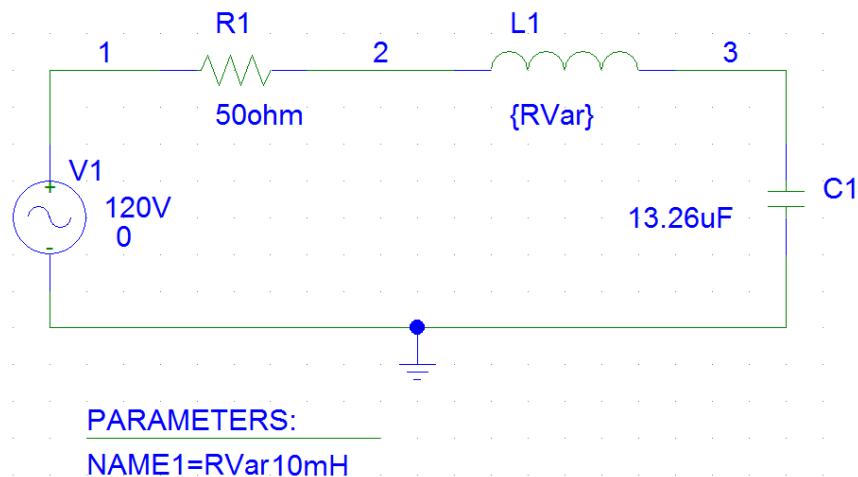 R1
L1
1
2
3
50ohm
{RVar}
V1
120V
0
+
-
C1
13.26uF
PARAMETERS:
NAME1=RVar10mH